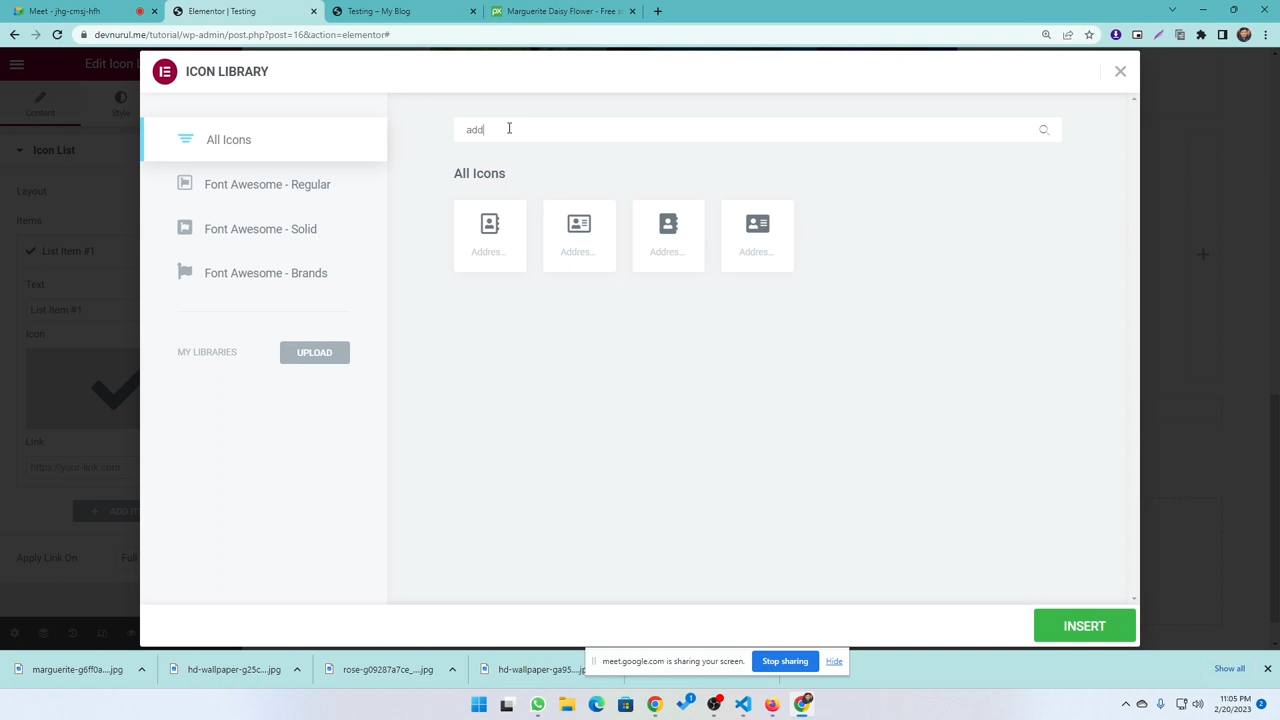 Meet - jhg-cmsj-hfh
Elementor | Testing
Testing – My Blog
Marguerite Daisy Flower - Free s
devnurul.me/tutorial/wp-admin/post.php?post=16&action=elementor#
Edit Icon L
ICON LIBRARY
Content
Style
add
All Icons
Icon List
All Icons
Font Awesome - Regular
Layout
Items
Addres...
Addres...
Addres...
Addres...
Font Awesome - Solid
List Item #1
Font Awesome - Brands
Text
List Item #1
Icon
MY LIBRARIES
UPLOAD
Link
https://your-link.com
ADD IT
Apply Link On
Full
INSERT
marguerite-g6ff0a....jpg
hd-wallpaper-g25c....jpg
rose-g09287a7ce_....jpg
hd-wallpaper-ga95....jpg
meet.google.com is sharing your screen.
Stop sharing
Hide
Show all
1
11:05 PM
2/20/2023
2